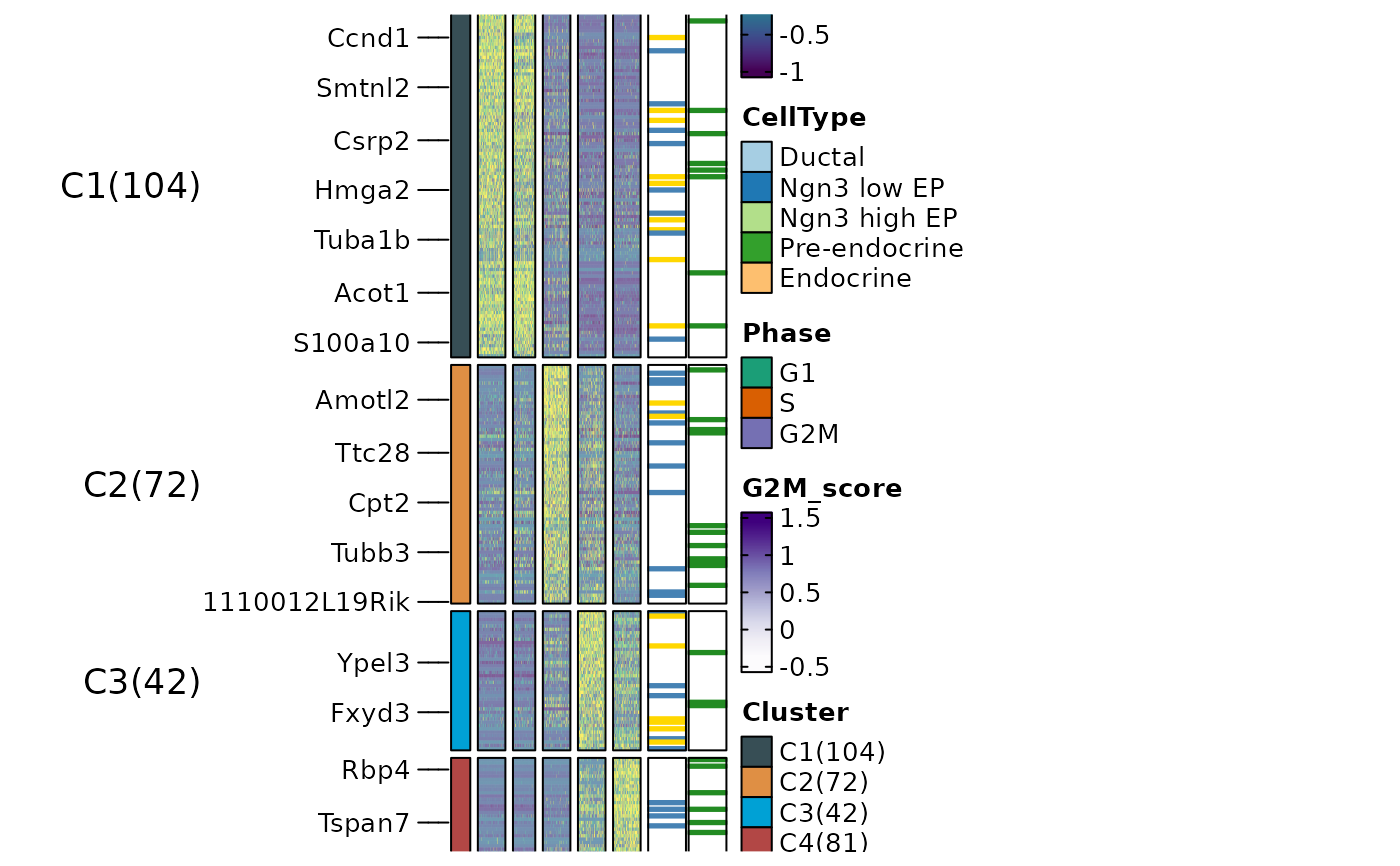 Ccnd1
Smtnl2
Csrp2
C1(104)
Hmga2
Tuba1b
Acot1
S100a10
Amotl2
Ttc28
C2(72)
Cpt2
Tubb3
1110012L19Rik
Ypel3
C3(42)
Fxyd3
Rbp4
Tspan7
-0.5
-1
CellType
Ductal
Ngn3 low EP
Ngn3 high EP
Pre-endocrine
Endocrine
Phase
G1
S
G2M
G2M_score
1.5
1
0.5
0
-0.5
Cluster
C1(104)
C2(72)
C3(42)
C4(81)